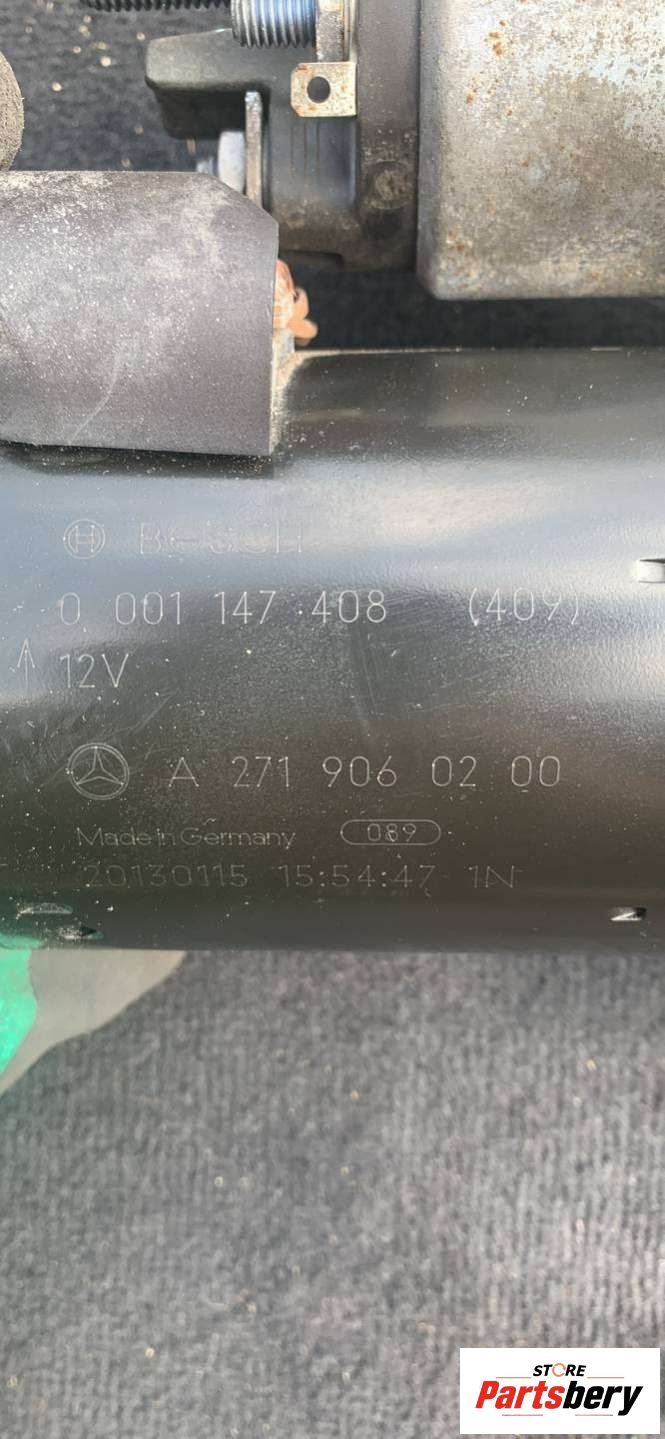 BOSCH
0 001 147 408 (409)
12V
A 271 906 02 00
Made in Germany 089
20130115 15:54:47 1N
STORE
Partsbery